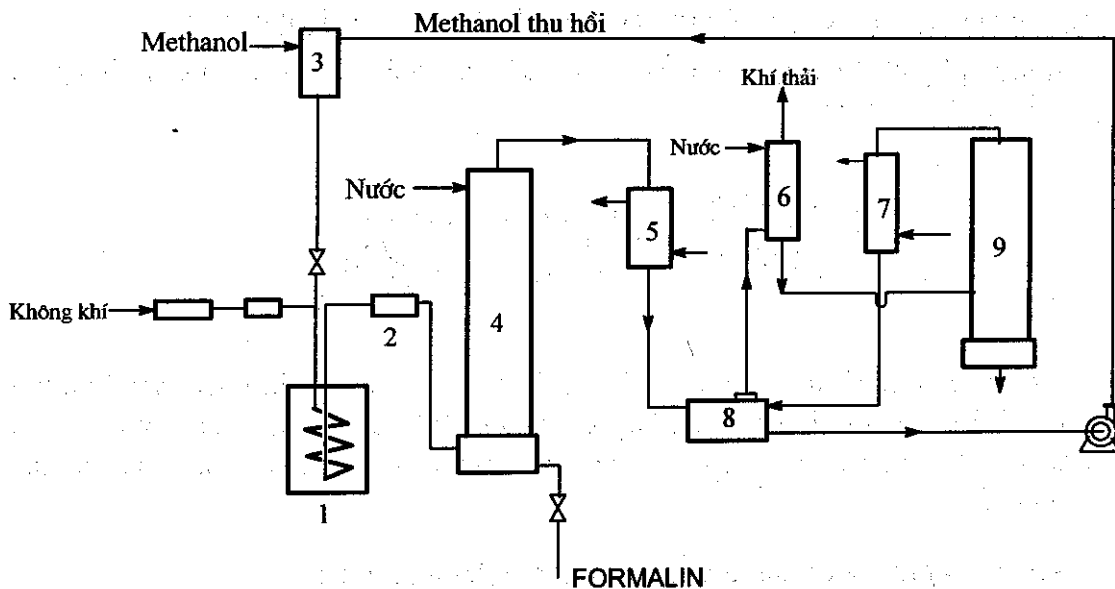 Methanol thu hồi
Methanol
3
Khí thải
Nước
Nước
6
7
5
9
4
Không khí
2
8
1
FORMALIN